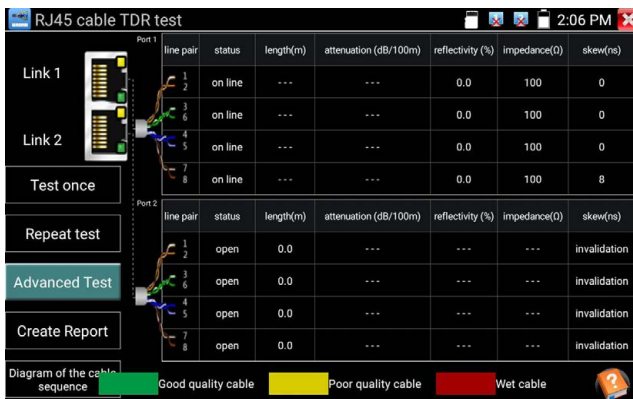 RJ45 cable TDR test
2:06 PM
Link 1
Link 2
Test once
Repeat test
Advanced Test
Create Report
Diagram of the cable
sequence
Port 1
line pair status length(m) attenuation (dB/100m) reflectivity (%) impedance(Ω) skew(ns)
1
2 on line --- --- 0.0 100 0
3
6 on line --- --- 0.0 100 0
4
5 on line --- --- 0.0 100 0
7
8 on line --- --- 0.0 100 8
Port 2
line pair status length(m) attenuation (dB/100m) reflectivity (%) impedance(Ω) skew(ns)
1
2 open 0.0 --- --- --- invalidation
3
6 open 0.0 --- --- --- invalidation
4
5 open 0.0 --- --- --- invalidation
7
8 open 0.0 --- --- --- invalidation
Good quality cable Poor quality cable Wet cable